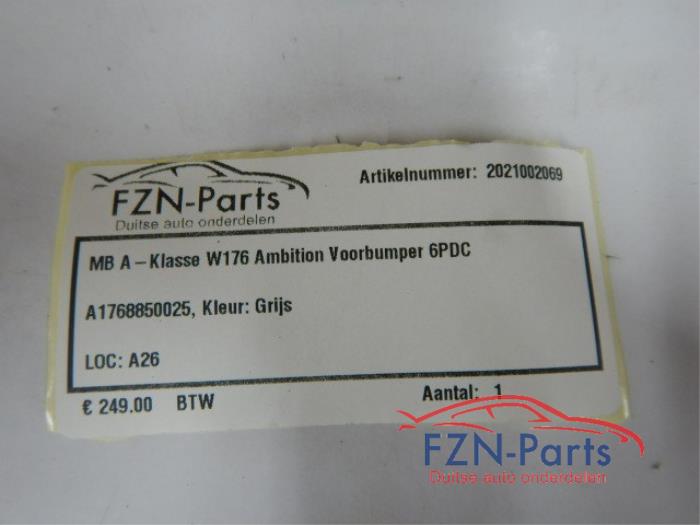 FZN-Parts
Duitse auto onderdelen
Artikelnummer: 2021002069
MB A-Klasse W176 Ambition Voorbumper 6PDC
A1768850025, Kleur: Grijs
LOC: A26
€ 249.00 BTW
Aantal: 1
FZN-Parts
Duitse auto onderdelen